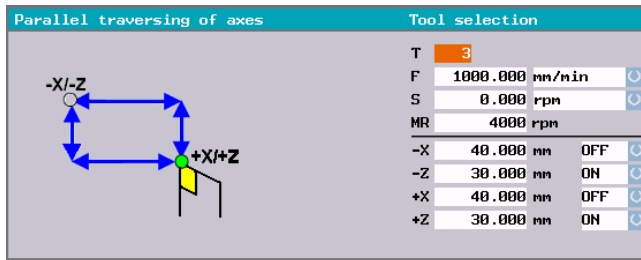 Parallel traversing of axes
Tool selection
-X/-Z
+X/+Z
T 3
F 1000.000 mm/min
S 0.000 rpm
MR 4000 rpm
-X 40.000 mm OFF
-Z 30.000 mm ON
+X 40.000 mm OFF
+Z 30.000 mm ON